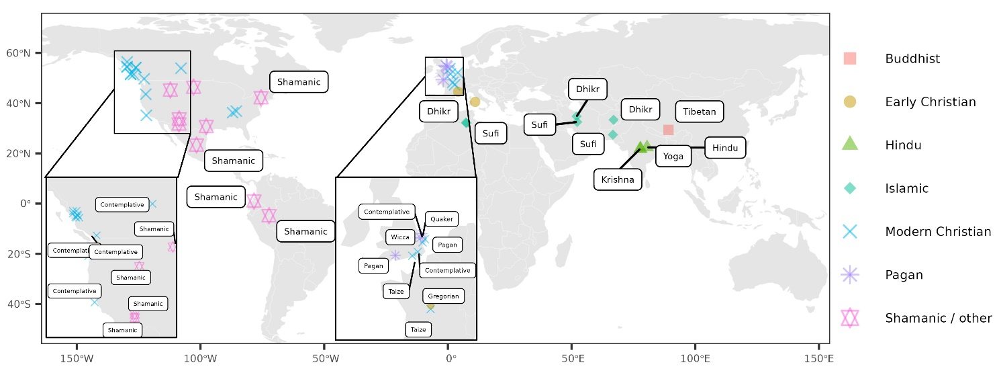 60°N
40°N
20°N
0°
20°S
40°S
150°W
100°W
50°W
0°
50°E
100°E
150°E
Shamanic
Shamanic
Shamanic
Shamanic
Dhikr
Sufi
Dhikr
Sufi
Dhikr
Sufi
Tibetan
Hindu
Yoga
Krishna
Contemplative
Shamanic
Contemplati
Contemplative
Shamanic
Contemplative
Shamanic
Shamanic
Contemplative
Quaker
Wicca
Pagan
Pagan
Contemplative
Taize
Gregorian
Taize
Buddhist
Early Christian
Hindu
Islamic
Modern Christian
Pagan
Shamanic / other